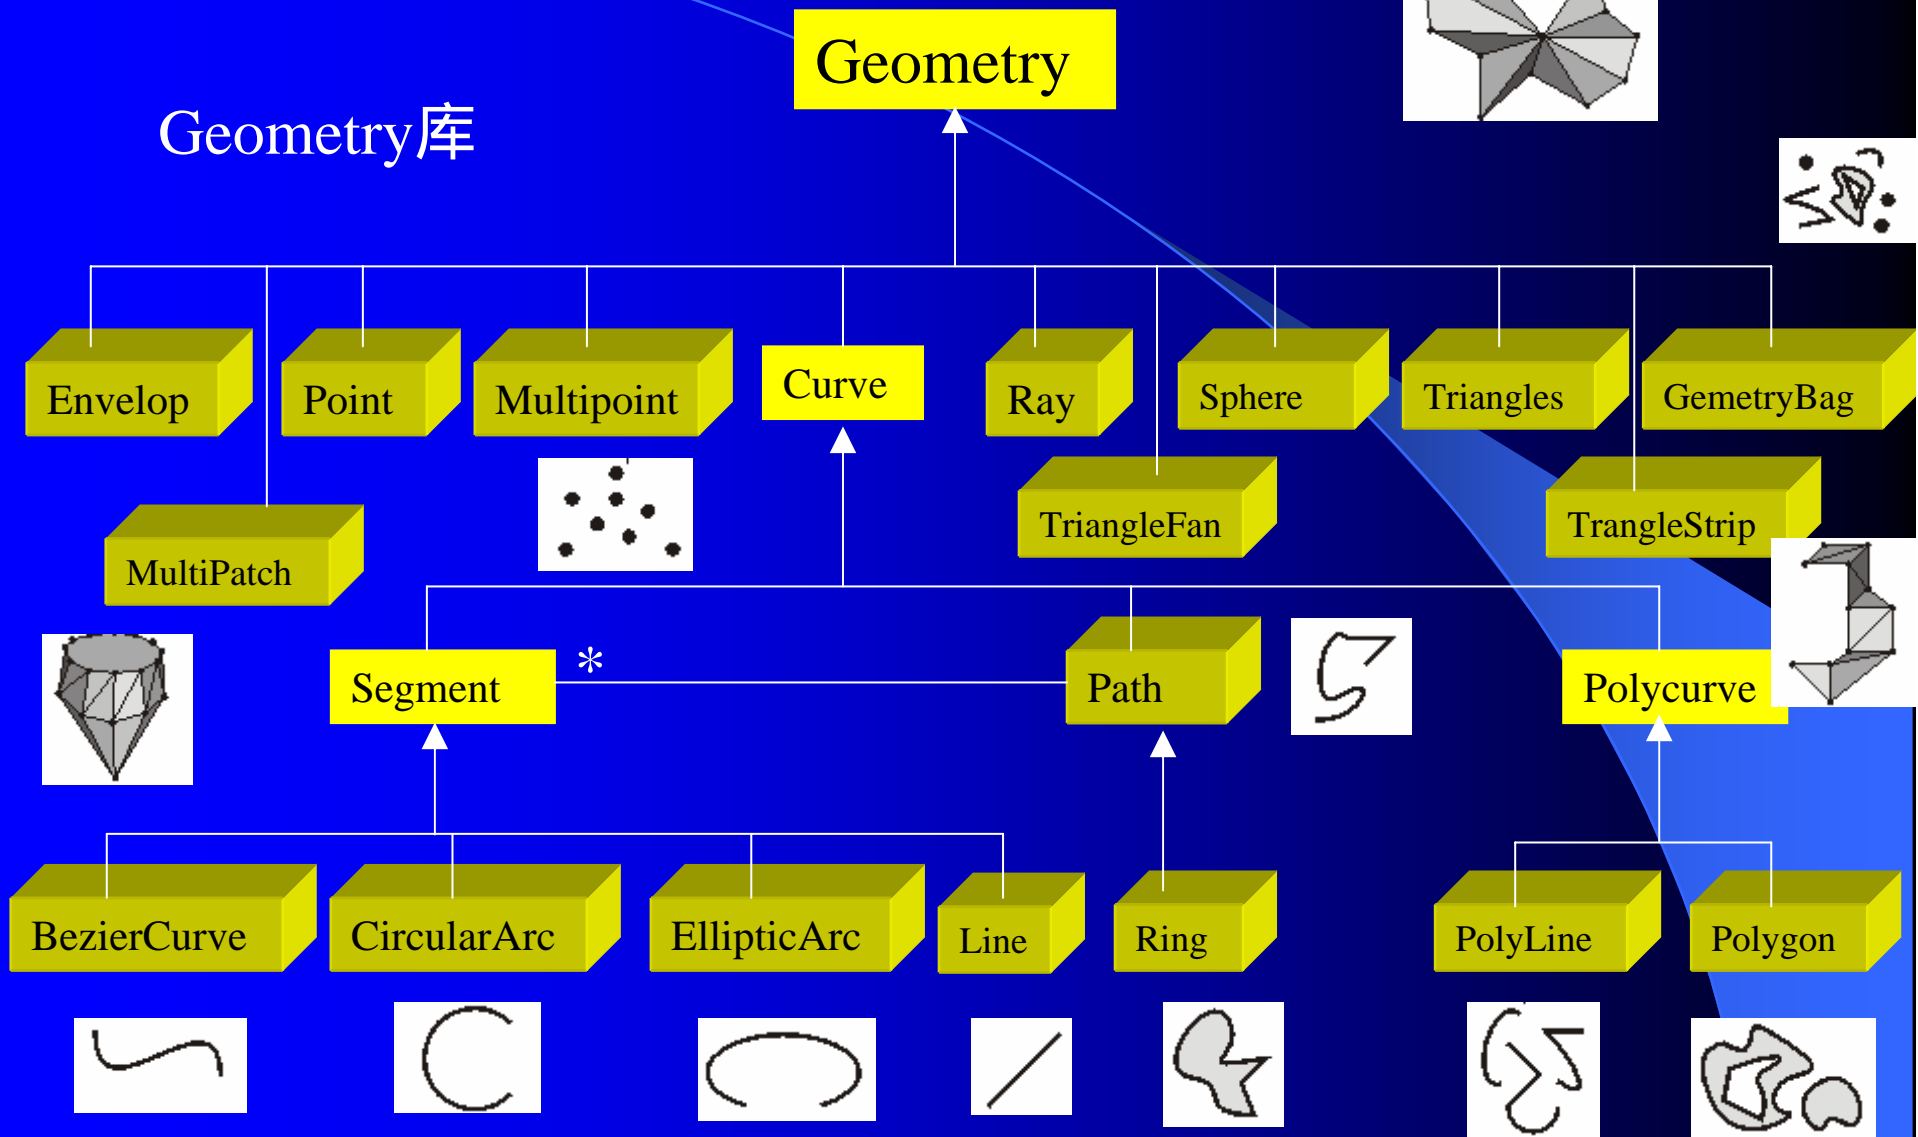 Geometry
Geometry库
Envelop
Point
Multipoint
Curve
Ray
Sphere
Triangles
GemetryBag
MultiPatch
TriangleFan
TrangleStrip
Segment
*
Path
Polycurve
BezierCurve
CircularArc
EllipticArc
Line
Ring
PolyLine
Polygon